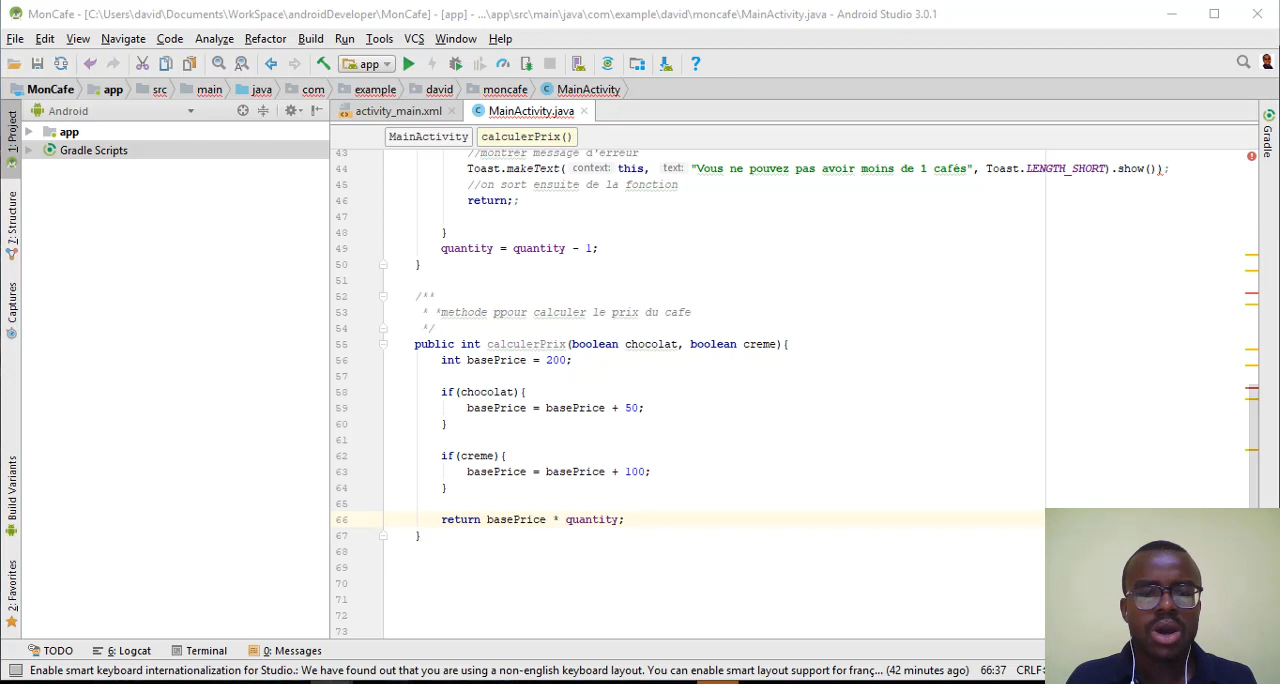 MonCafe - [C:\Users\david\Documents\WorkSpace\androidDeveloper\MonCafe] - [app] - ...\app\src\main\java\com\example\david\moncafe\MainActivity.java - Android Studio 3.0.1
File Edit View Navigate Code Analyze Refactor Build Run Tools VCS Window Help
app
MonCafe app src main java com example david moncafe MainActivity
Android activity_main.xml MainActivity.java
1: Project
7: Structure
Captures
Build Variants
2: Favorites
Gradle
app
Gradle Scripts
MainActivity calculerPrix()
43 //montrer message d'erreur
44 Toast.makeText( context: this, text: "Vous ne pouvez pas avoir moins de 1 cafés", Toast.LENGTH_SHORT).show());
45 //on sort ensuite de la fonction
46 return;;
47
48 }
49 quantity = quantity - 1;
50 }
51
52 /**
53 * *methode ppour calculer le prix du cafe
54 */
55 public int calculerPrix(boolean chocolat, boolean creme){
56 int basePrice = 200;
57
58 if(chocolat){
59 basePrice = basePrice + 50;
60 }
61
62 if(creme){
63 basePrice = basePrice + 100;
64 }
65
66 return basePrice * quantity;
67 }
68
69
70
71
72
73
TODO 6: Logcat Terminal 0: Messages
Enable smart keyboard internationalization for Studio.: We have found out that you are using a non-english keyboard layout. You can enable smart layout support for franç... (42 minutes ago) 66:37 CRLF: